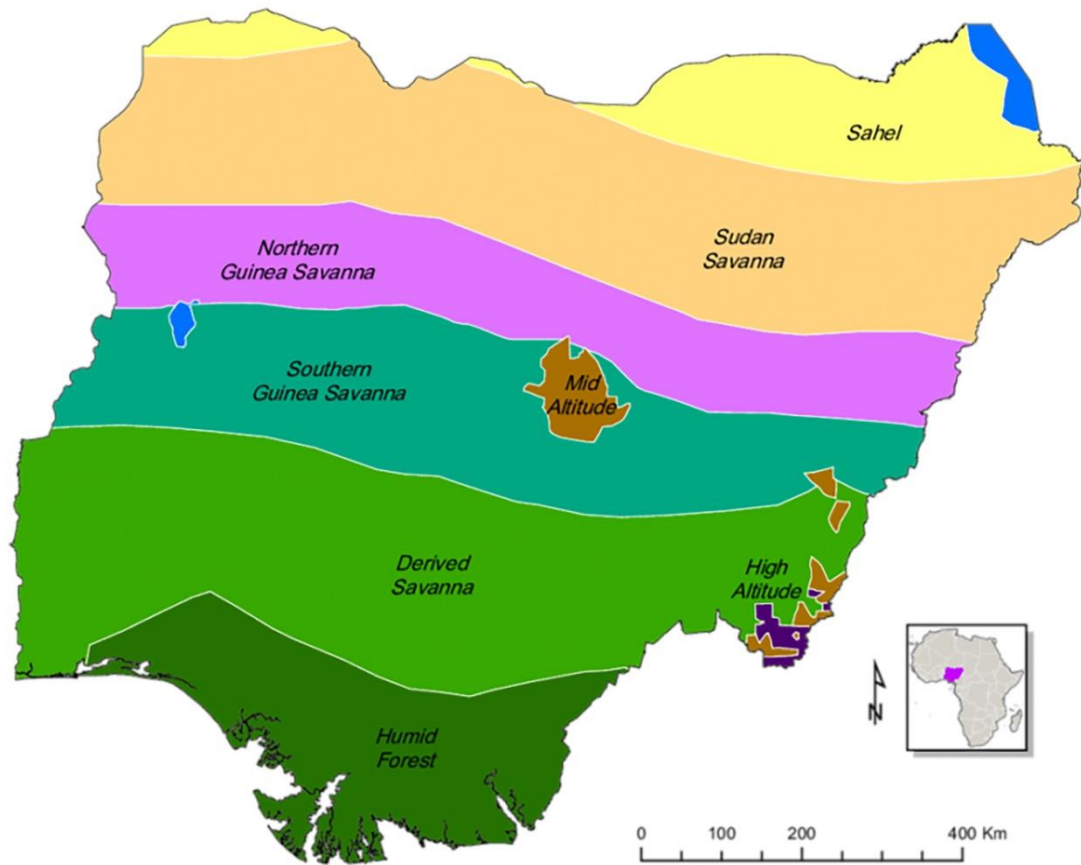 Sahel
Sudan
Savanna
Northern
Guinea Savanna
Southern
Guinea Savanna
Mid
Altitude
Derived
Savanna
High
Altitude
Humid
Forest
N
0 100 200 400 Km